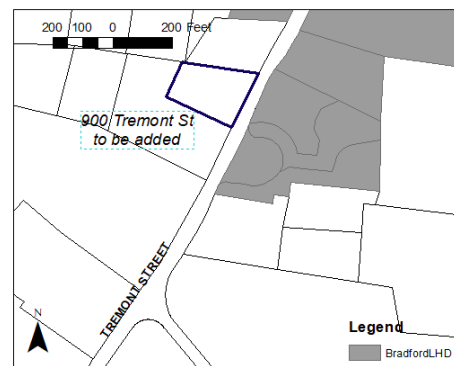 200 100 0 200 Feet
900 Tremont St
to be added
TREMONT STREET
N
Legend
BradfordLHD